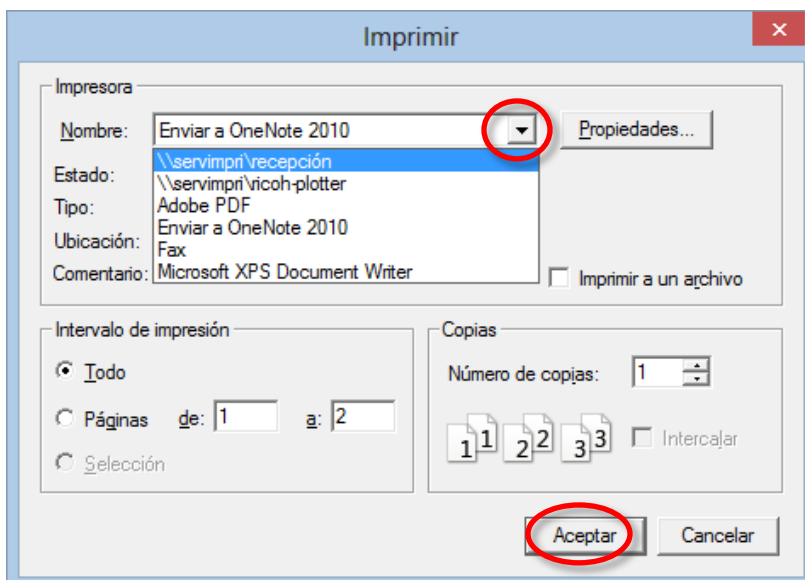 Imprimir
Impresora
Nombre: Enviar a OneNote 2010 Propiedades...
\\servimpri\recepción
Estado: \\servimpri\ricoh-plotter
Tipo: Adobe PDF
Enviar a OneNote 2010
Ubicación: Fax
Comentario: Microsoft XPS Document Writer Imprimir a un archivo
Intervalo de impresión
Todo
Páginas de: 1 a: 2
Selección
Copias
Número de copias: 1
1 1 2 2 3 3 Intercalar
Aceptar Cancelar